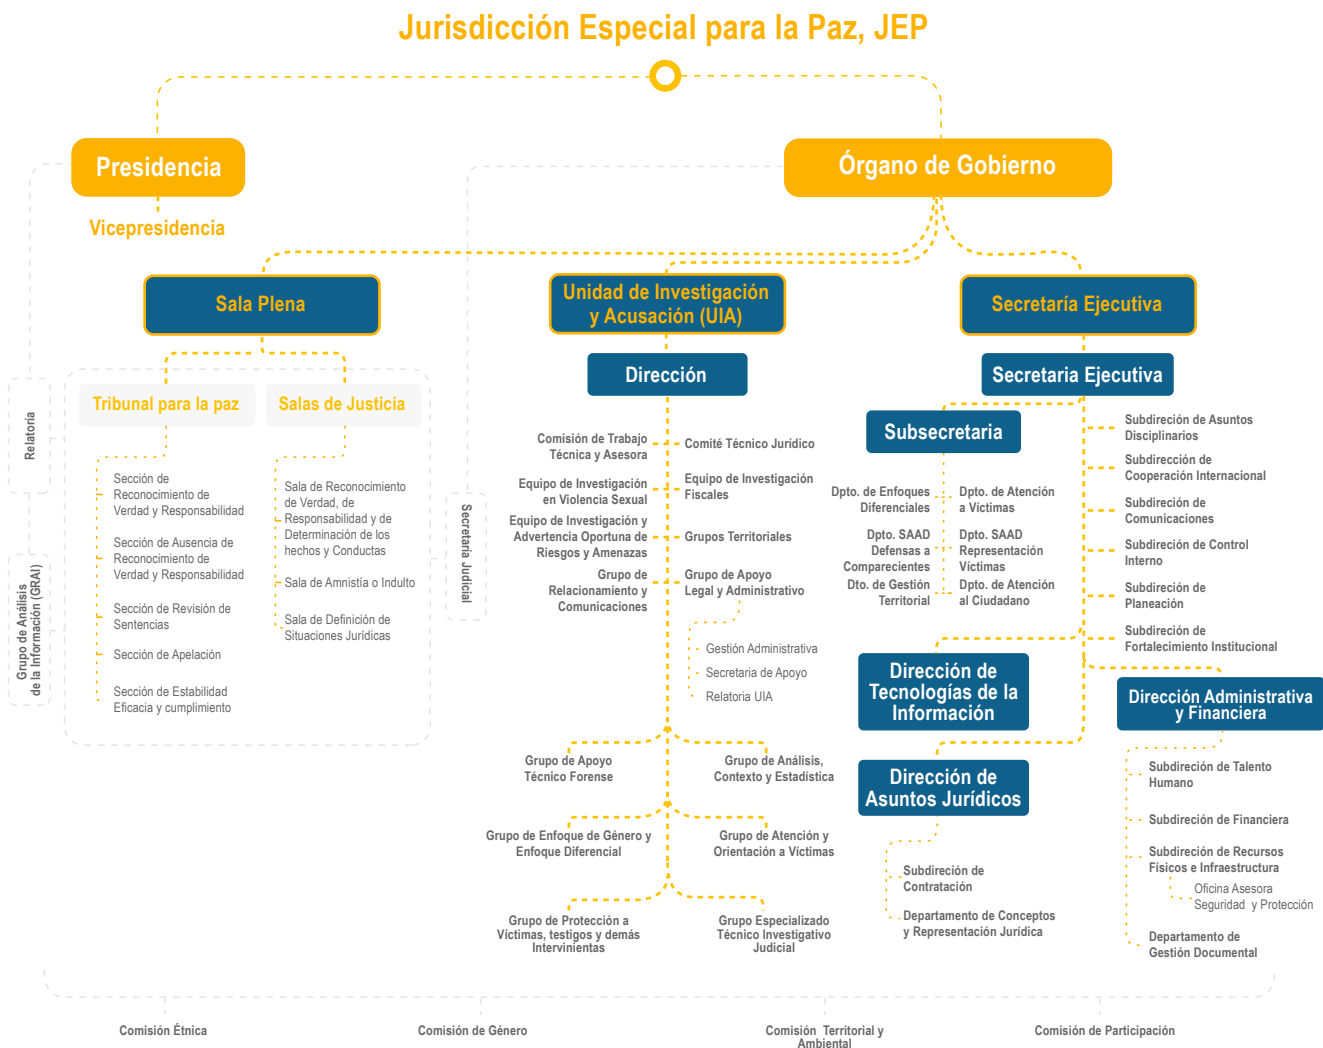 Jurisdicción Especial para la Paz, JEP
Presidencia
Órgano de Gobierno
Vicepresidencia
Sala Plena
Unidad de Investigación
y Acusación (UIA)
Secretaría Ejecutiva
Dirección
Secretaria Ejecutiva
Relatoría
Grupo de Análisis
de la Información (GRAI)
Tribunal para la paz
Salas de Justicia
Sección de
Reconocimiento de
Verdad y Responsabilidad
Sección de Ausencia de
Reconocimiento de
Verdad y Responsabilidad
Sección de Revisión de
Sentencias
Sección de Apelación
Sección de Estabilidad
Eficacia y cumplimiento
Sala de Reconocimiento
de Verdad, de
Responsabilidad y de
Determinación de los
hechos y Conductas
Sala de Amnistía o Indulto
Sala de Definición de
Situaciones Jurídicas
Secretaría Judicial
Comisión de Trabajo
Técnica y Asesora
Comité Técnico Jurídico
Equipo de Investigación
en Violencia Sexual
Equipo de Investigación
Fiscales
Equipo de Investigación y
Advertencia Oportuna de
Riesgos y Amenazas
Grupos Territoriales
Grupo de
Relacionamiento y
Comunicaciones
Grupo de Apoyo
Legal y Administrativo
Gestión Administrativa
Secretaria de Apoyo
Relatoria UIA
Grupo de Apoyo
Técnico Forense
Grupo de Análisis,
Contexto y Estadística
Grupo de Enfoque de Género y
Enfoque Diferencial
Grupo de Atención y
Orientación a Víctimas
Grupo de Protección a
Víctimas, testigos y demás
Intervinientas
Grupo Especializado
Técnico Investigativo
Judicial
Subsecretaria
Dpto. de Enfoques
Diferenciales
Dpto. de Atención
a Víctimas
Dpto. SAAD
Defensas a
Comparecientes
Dpto. SAAD
Representación
Víctimas
Dto. de Gestión
Territorial
Dpto. de Atención
al Ciudadano
Subdireción de Asuntos
Disciplinarios
Subdirección de
Cooperación Internacional
Subdireción de
Comunicaciones
Subdireción de Control
Interno
Subdireción de
Planeación
Subdireción de
Fortalecimiento Institucional
Dirección de
Tecnologías de la
Información
Dirección Administrativa
y Financiera
Dirección de
Asuntos Jurídicos
Subdirección de
Contratación
Departamento de Conceptos
y Representación Jurídica
Subdirección de Talento
Humano
Subdirección de Financiera
Subdirección de Recursos
Físicos e Infraestructura
Oficina Asesora
Seguridad y Protección
Departamento de
Gestión Documental
Comisión Étnica
Comisión de Género
Comisión Territorial y
Ambiental
Comisión de Participación